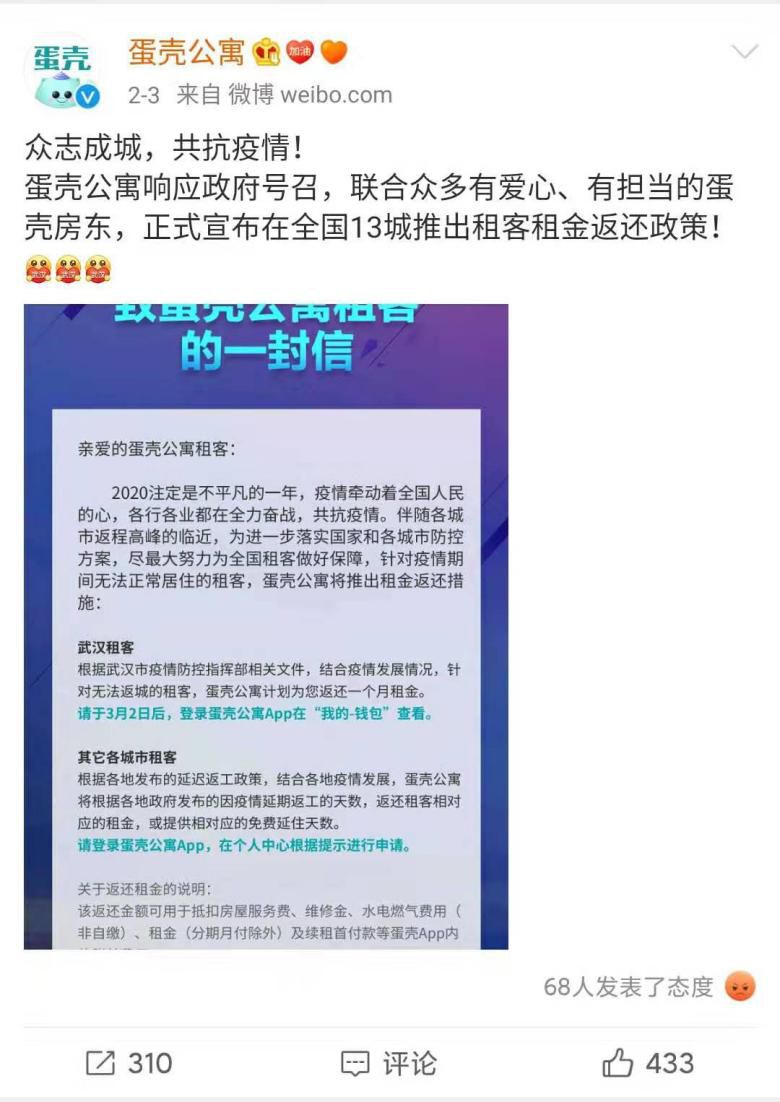 蛋壳
蛋壳公寓 加油
2-3 来自 微博 weibo.com
众志成城，共抗疫情！
蛋壳公寓响应政府号召，联合众多有爱心、有担当的蛋
壳房东，正式宣布在全国13城推出租客租金返还政策！
武汉 武汉 武汉
致蛋壳公寓租客
的一封信
亲爱的蛋壳公寓租客：
2020注定是不平凡的一年，疫情牵动着全国人民
的心，各行各业都在全力奋战，共抗疫情。伴随各城
市返程高峰的临近，为进一步落实国家和各城市防控
方案，尽最大努力为全国租客做好保障，针对疫情期
间无法正常居住的租客，蛋壳公寓将推出租金返还措
施：
武汉租客
根据武汉市疫情防控指挥部相关文件，结合疫情发展情况，针
对无法返城的租客，蛋壳公寓计划为您返还一个月租金。
请于3月2日后，登录蛋壳公寓App在“我的-钱包”查看。
其它各城市租客
根据各地发布的延迟返工政策，结合各地疫情发展，蛋壳公寓
将根据各地政府发布的因疫情延期返工的天数，返还租客相对
应的租金，或提供相对应的免费延住天数。
请登录蛋壳公寓App，在个人中心根据提示进行申请。
关于返还租金的说明：
该返还金额可用于抵扣房屋服务费、维修金、水电燃气费用（
非自缴）、租金（分期月付除外）及续租首付款等蛋壳App内
68人发表了态度
310 评论 433